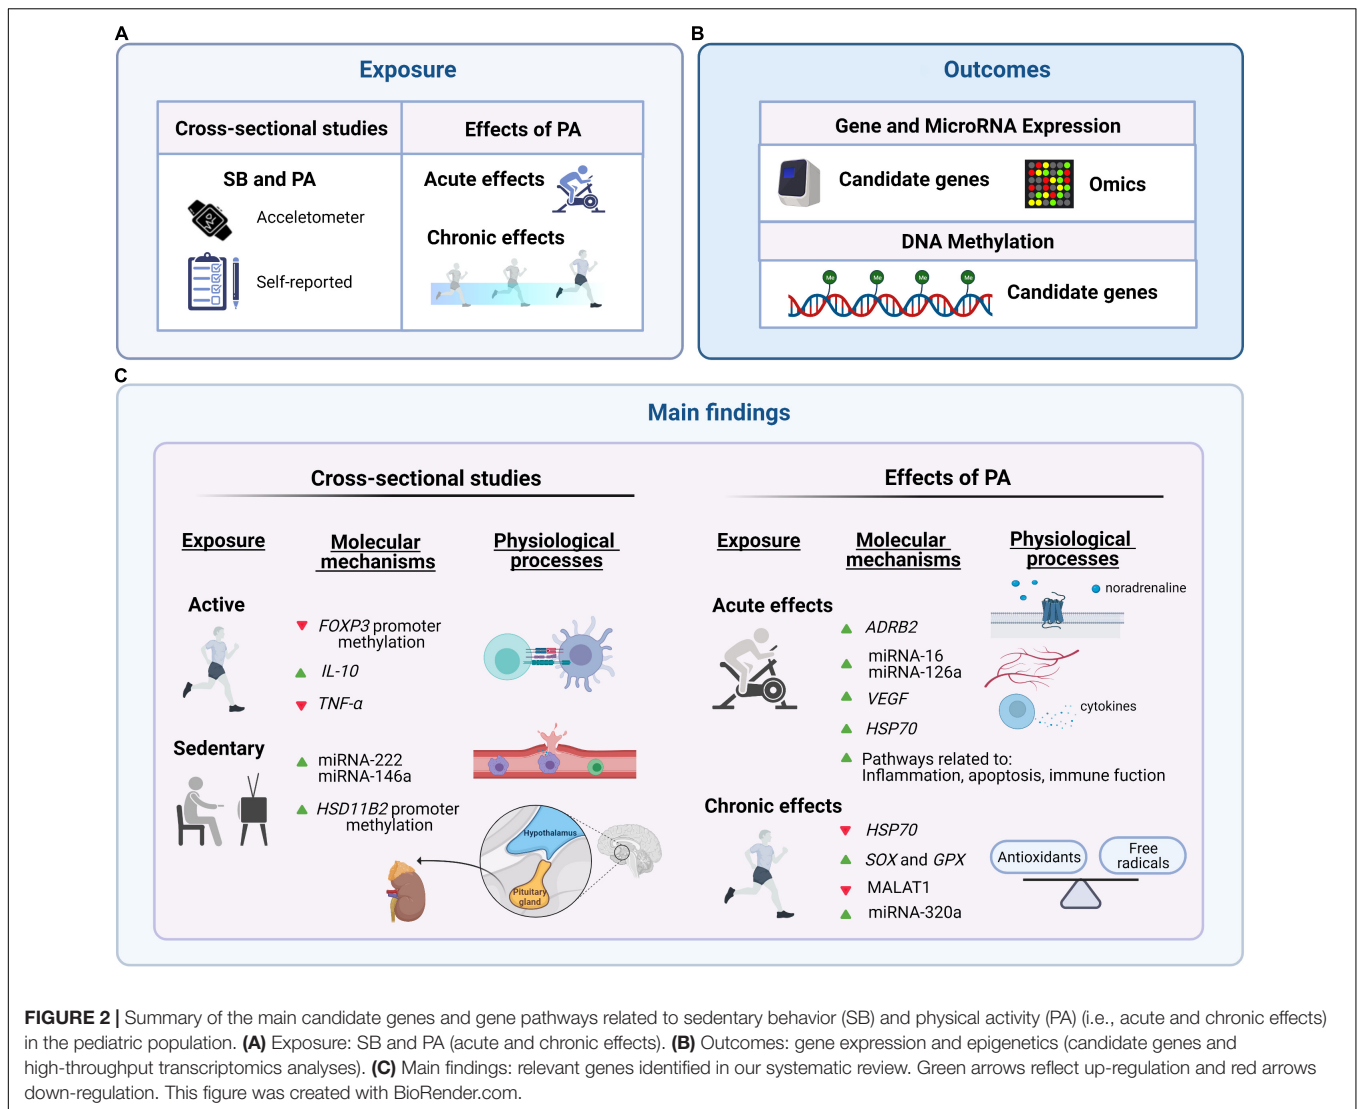 A
Exposure
Cross-sectional studies
Effects of PA
SB and PA
Acceletometer
Self-reported
Acute effects
Chronic effects
B
Outcomes
Gene and MicroRNA Expression
Candidate genes
Omics
DNA Methylation
Me
Me
Me
Me
Candidate genes
C
Main findings
Cross-sectional studies
Exposure
Molecular
mechanisms
Physiological
processes
Active
FOXP3 promoter
methylation
IL-10
TNF-α
Sedentary
miRNA-222
miRNA-146a
HSD11B2 promoter
methylation
Hypothalamus
Pituitary
gland
Effects of PA
Exposure
Molecular
mechanisms
Physiological
processes
Acute effects
ADRB2
miRNA-16
miRNA-126a
VEGF
HSP70
Pathways related to:
Inflammation, apoptosis, immune fuction
noradrenaline
cytokines
Chronic effects
HSP70
SOX and GPX
MALAT1
miRNA-320a
Antioxidants
Free
radicals
FIGURE 2 | Summary of the main candidate genes and gene pathways related to sedentary behavior (SB) and physical activity (PA) (i.e., acute and chronic effects)
in the pediatric population. (A) Exposure: SB and PA (acute and chronic effects). (B) Outcomes: gene expression and epigenetics (candidate genes and
high-throughput transcriptomics analyses). (C) Main findings: relevant genes identified in our systematic review. Green arrows reflect up-regulation and red arrows
down-regulation. This figure was created with BioRender.com.